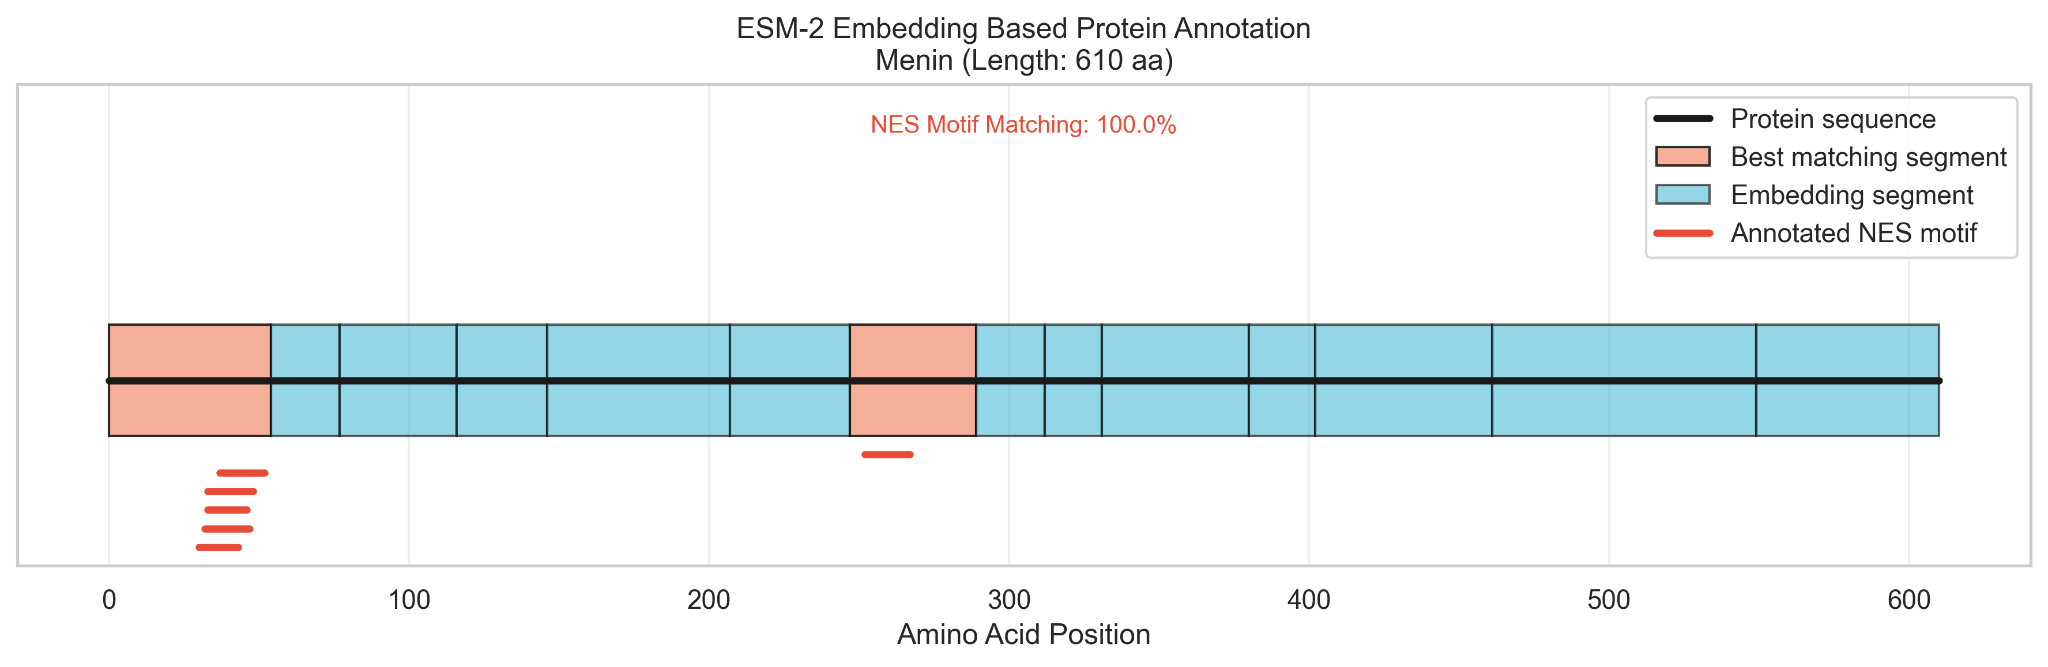 ESM-2 Embedding Based Protein Annotation
Menin (Length: 610 aa)
NES Motif Matching: 100.0%
Protein sequence
Best matching segment
Embedding segment
Annotated NES motif
0 100 200 300 400 500 600
Amino Acid Position